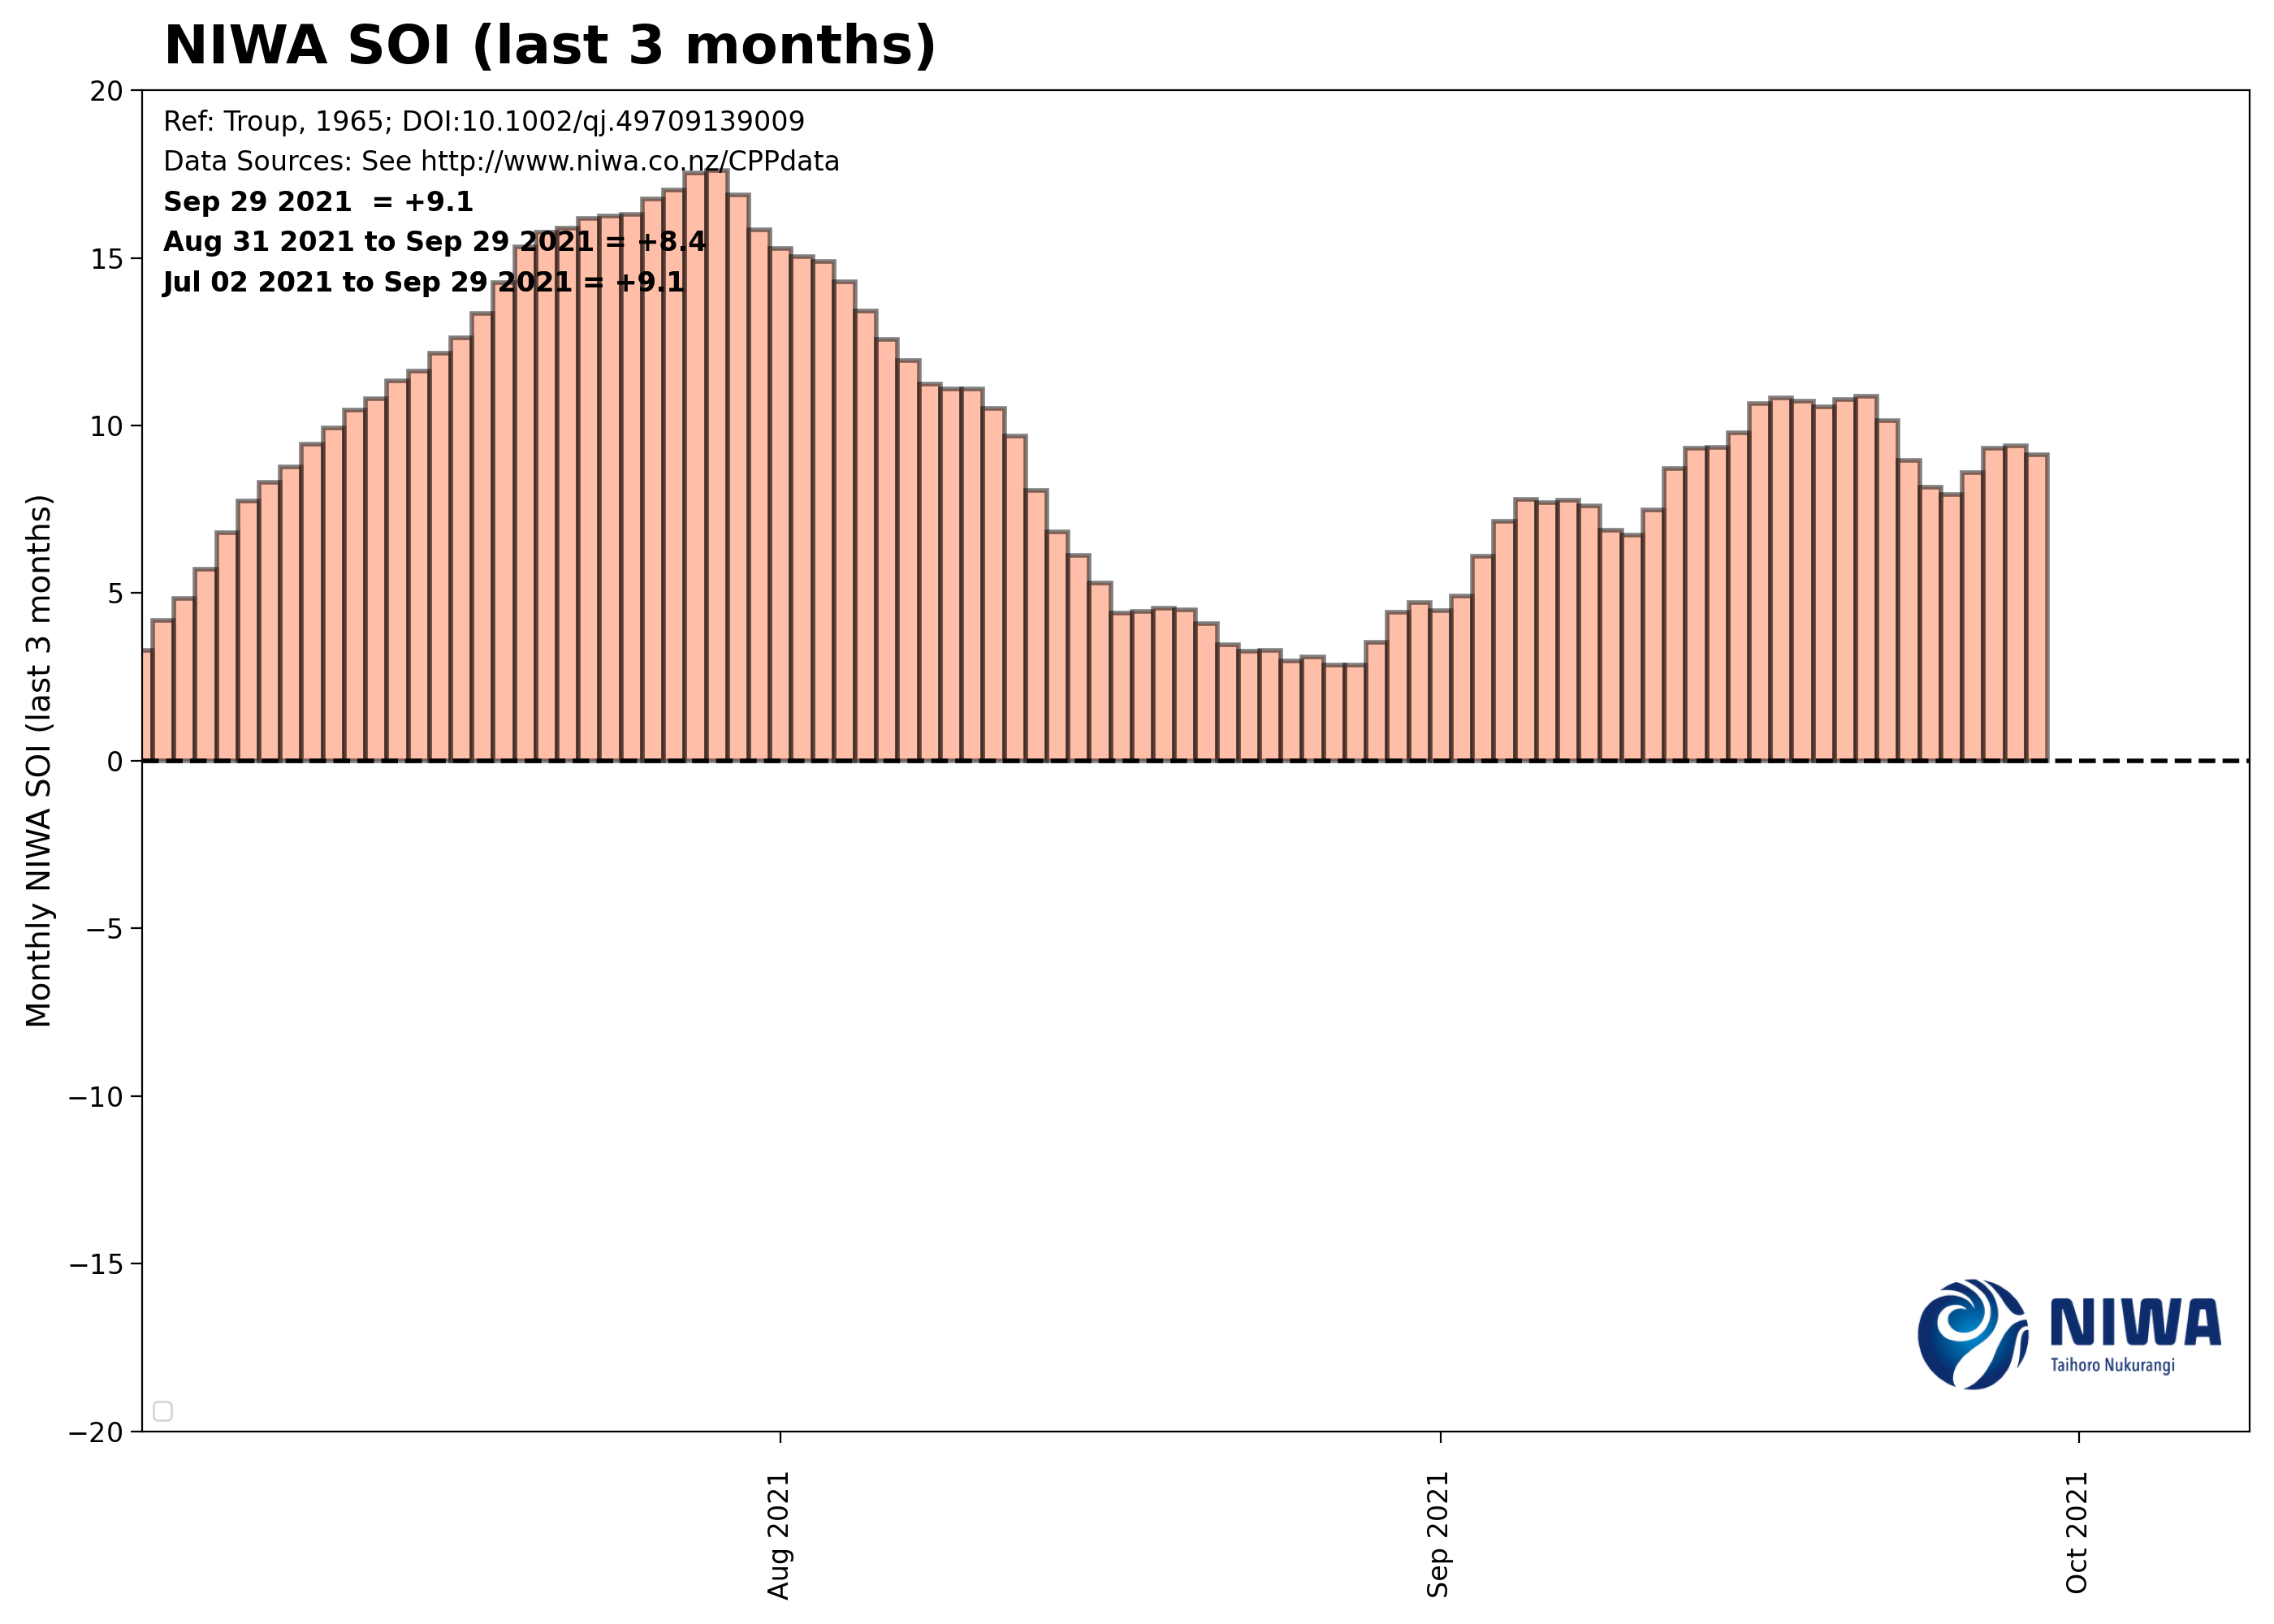 NIWA SOI (last 3 months)
Ref: Troup, 1965; DOI:10.1002/qj.49709139009
Data Sources: See http://www.niwa.co.nz/CPPdata
Sep 29 2021  = +9.1
Aug 31 2021 to Sep 29 2021 = +8.4
Jul 02 2021 to Sep 29 2021 = +9.1
Monthly NIWA SOI (last 3 months)
20
15
10
5
0
−5
−10
−15
−20
NIWA
Taihoro Nukurangi
Aug 2021
Sep 2021
Oct 2021